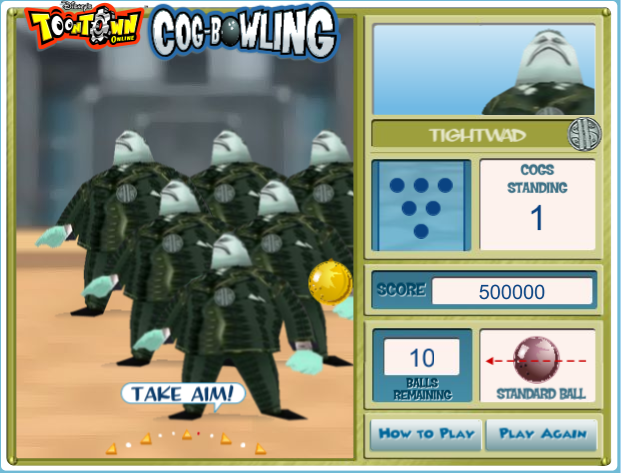 Disney's
TOONTOWN
ONLINE
COG-BOWLING
TIGHTWAD
COGS
STANDING
1
SCORE
500000
10
BALLS
REMAINING
STANDARD BALL
TAKE AIM!
HOW TO PLAY
PLAY AGAIN